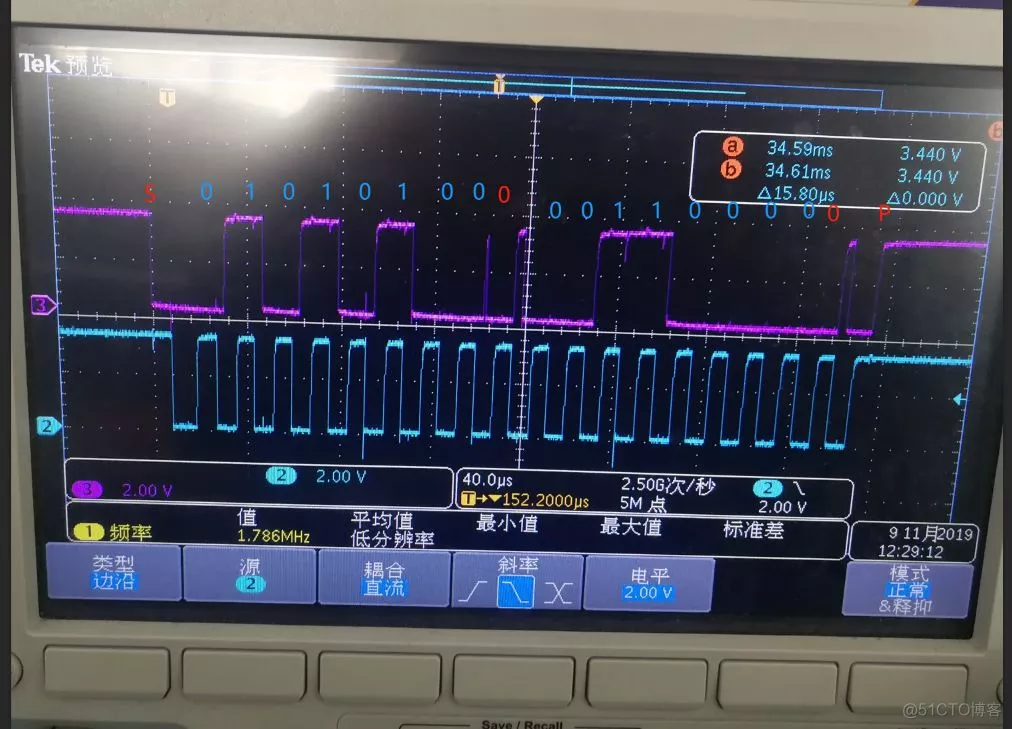 Tek 预览
T
T
b
a 34.59ms 3.440 V
b 34.61ms 3.440 V
Δ15.80μs Δ0.000 V
S 0 1 0 1 0 1 0 0 0 0 0 1 1 0 0 0 0 0 P
3
2
3 2.00 V 2 2.00 V
40.0μs 2.50G次/秒 2
T→▼152.2000μs 5M 点 2.00 V
值 平均值 最小值 最大值 标准差
1 频率 1.786MHz 低分辨率
9 11月2019
12:29:12
类型 源 耦合 斜率 电平 模式
边沿 2 直流 2.00 V 正常
&释抑
Save / Recall
@51CTO博客